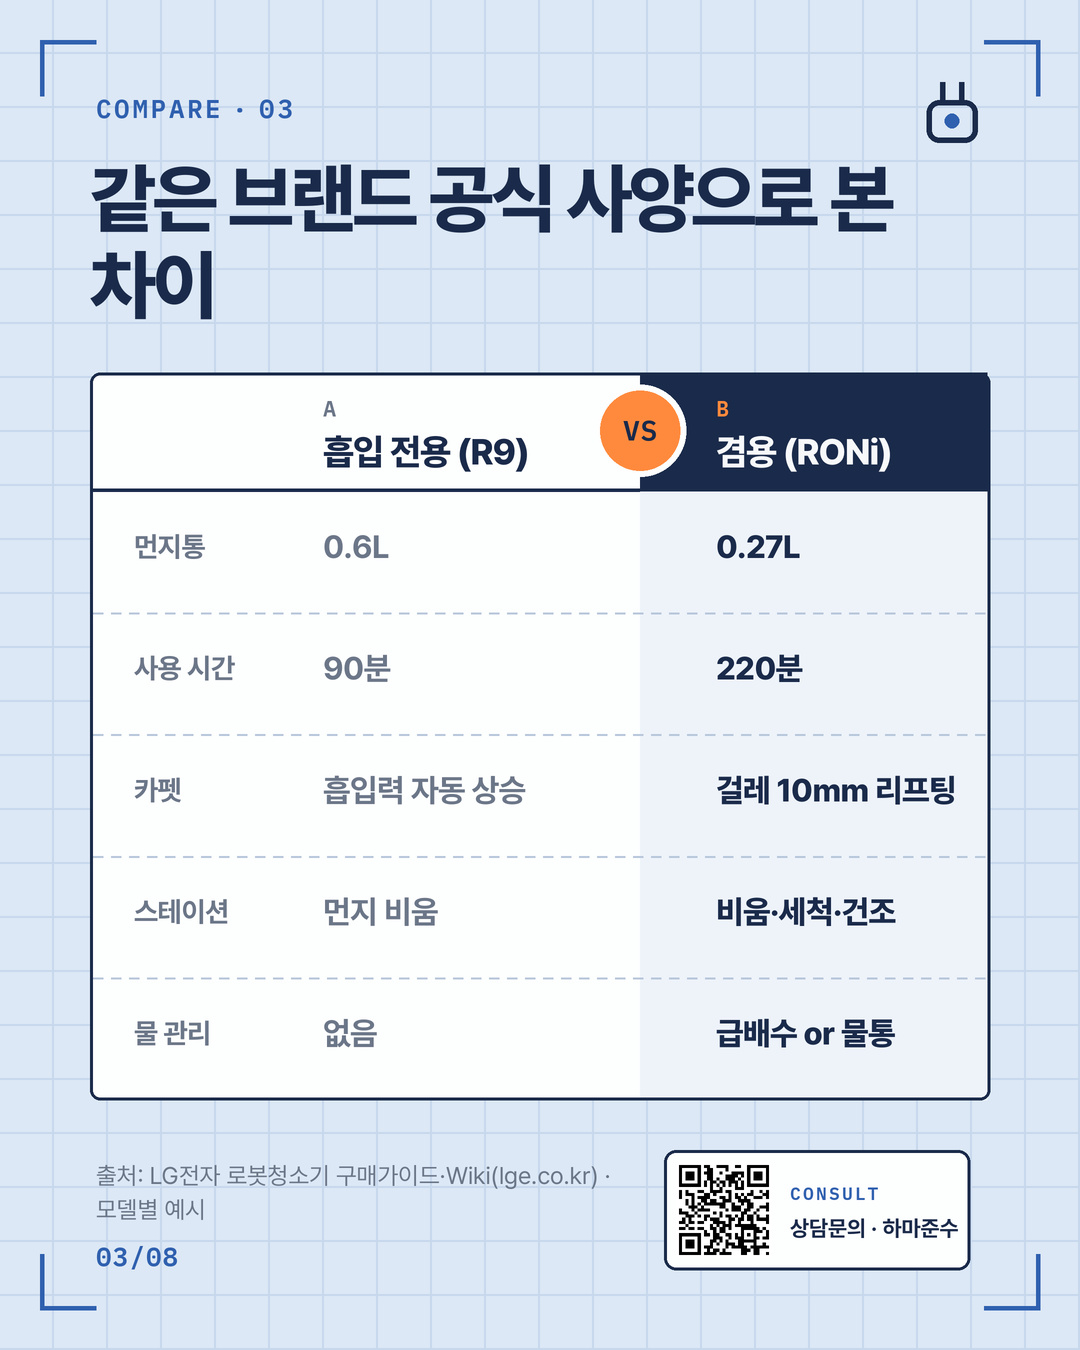 COMPARE · 03
같은 브랜드 공식 사양으로 본
차이
A
흡입 전용 (R9)
VS
B
겸용 (RONi)
먼지통 0.6L 0.27L
사용 시간 90분 220분
카펫 흡입력 자동 상승 걸레 10mm 리프팅
스테이션 먼지 비움 비움·세척·건조
물 관리 없음 급배수 or 물통
출처: LG전자 로봇청소기 구매가이드·Wiki(lge.co.kr) ·
모델별 예시
03/08
CONSULT
상담문의 · 하마준수